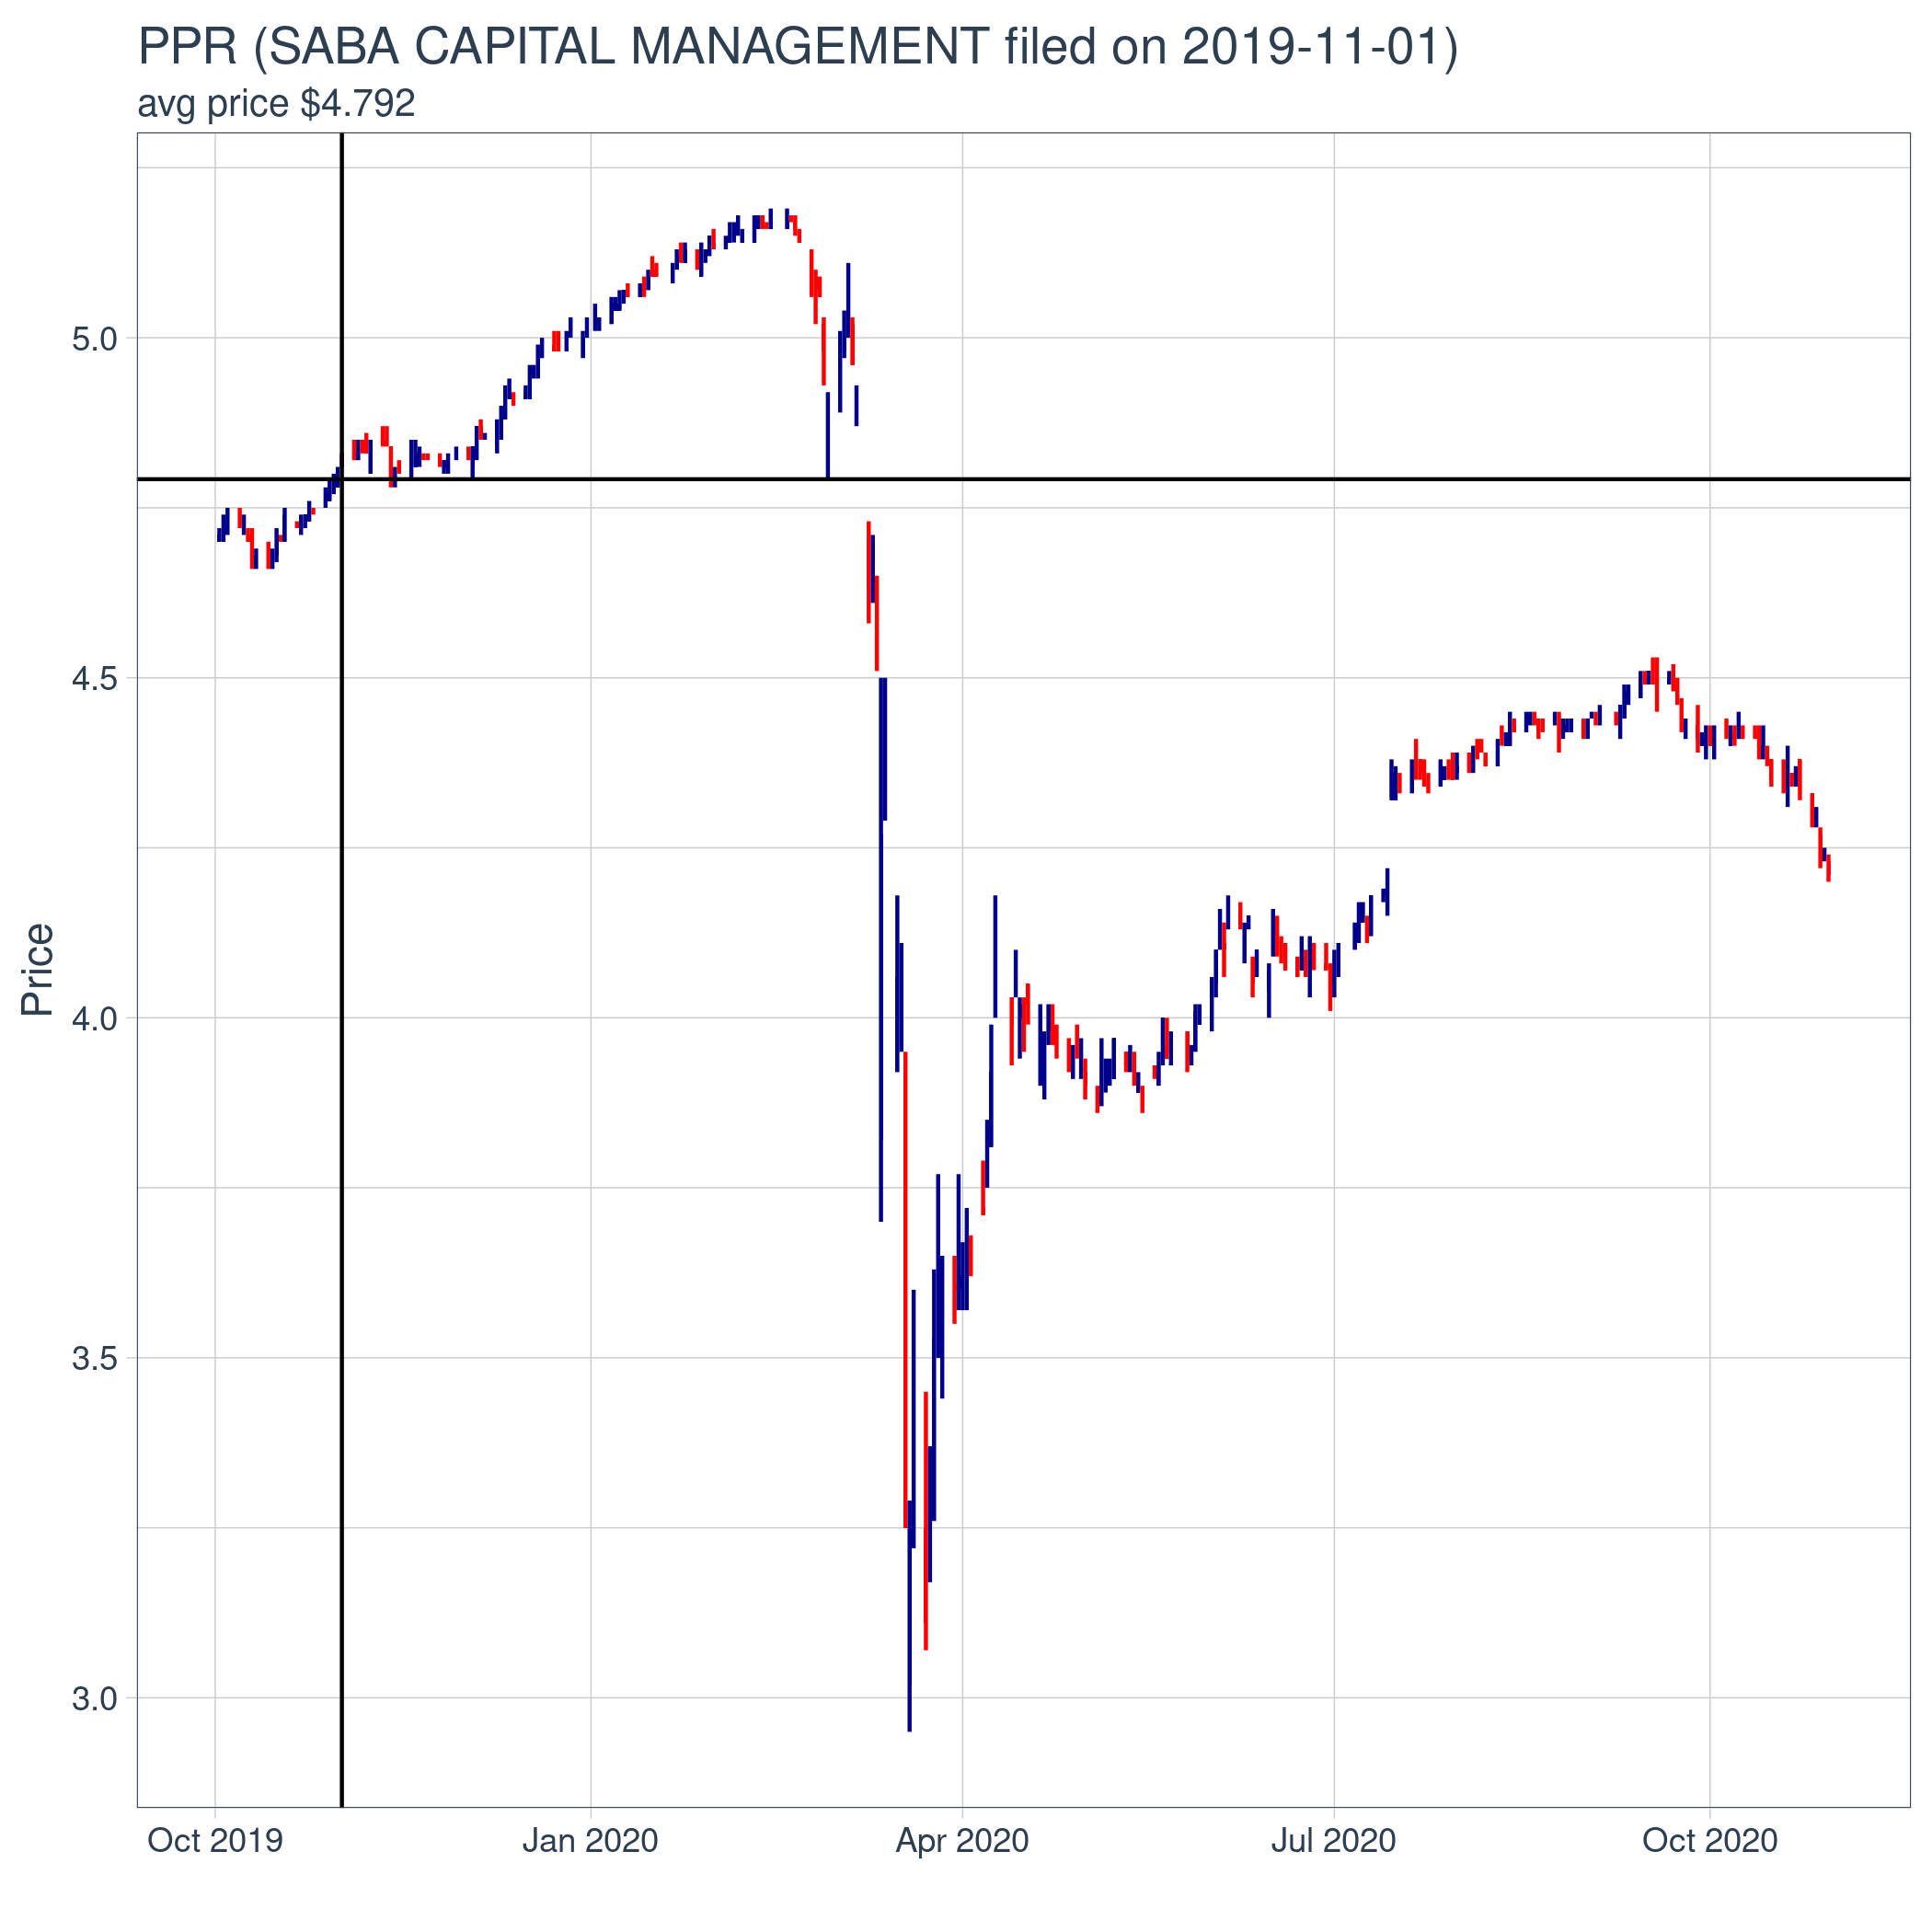 PPR (SABA CAPITAL MANAGEMENT filed on 2019-11-01)
avg price $4.792
Price
5.0
4.5
4.0
3.5
3.0
Oct 2019 Jan 2020 Apr 2020 Jul 2020 Oct 2020